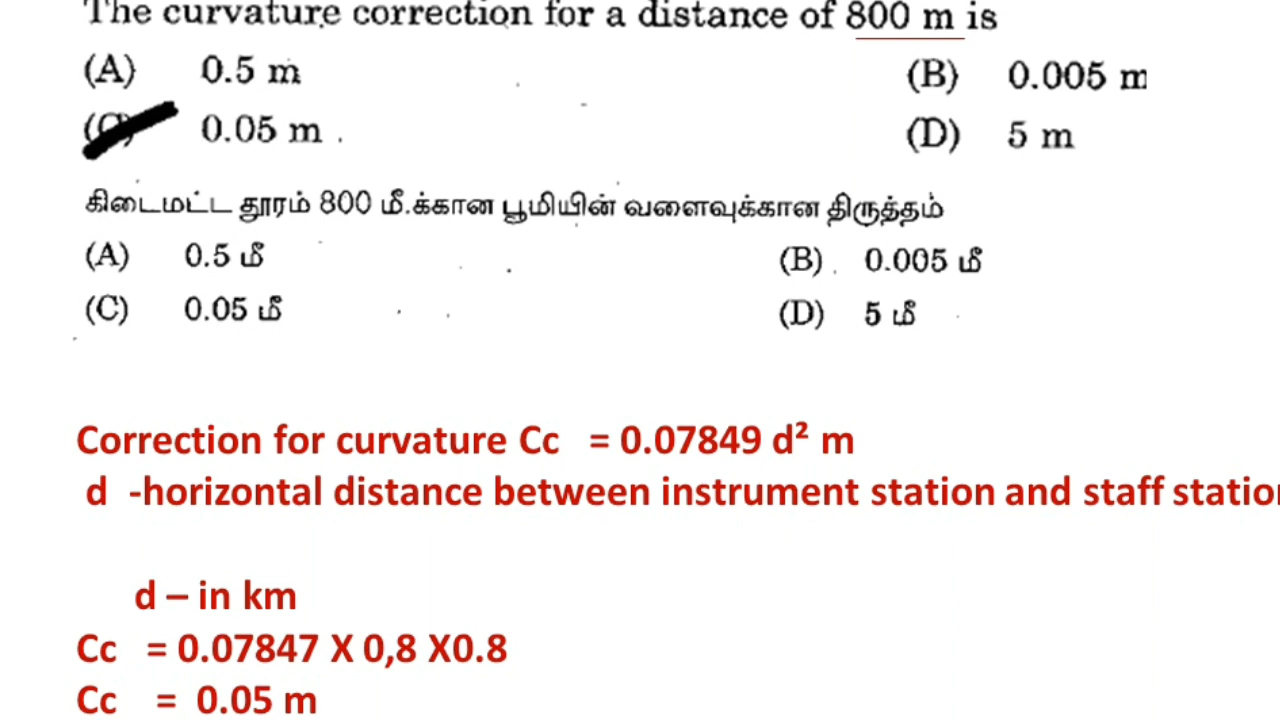 The curvature correction for a distance of 800 m is
(A) 0.5 m (B) 0.005 m
(C) 0.05 m . (D) 5 m
கிடைமட்ட தூரம் 800 மீ.க்கான பூமியின் வளைவுக்கான திருத்தம்
(A) 0.5 மீ (B) 0.005 மீ
(C) 0.05 மீ (D) 5 மீ
Correction for curvature Cc = 0.07849 d² m
d -horizontal distance between instrument station and staff station
d – in km
Cc = 0.07847 X 0,8 X0.8
Cc = 0.05 m